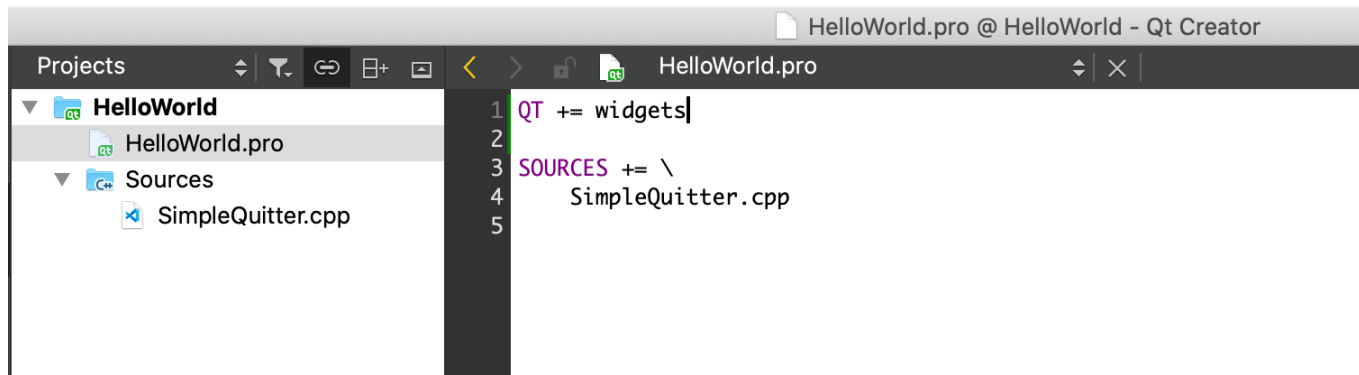 HelloWorld.pro @ HelloWorld - Qt Creator
Projects
HelloWorld.pro
HelloWorld
HelloWorld.pro
Sources
SimpleQuitter.cpp
1 QT += widgets
2
3 SOURCES += \
4 SimpleQuitter.cpp
5